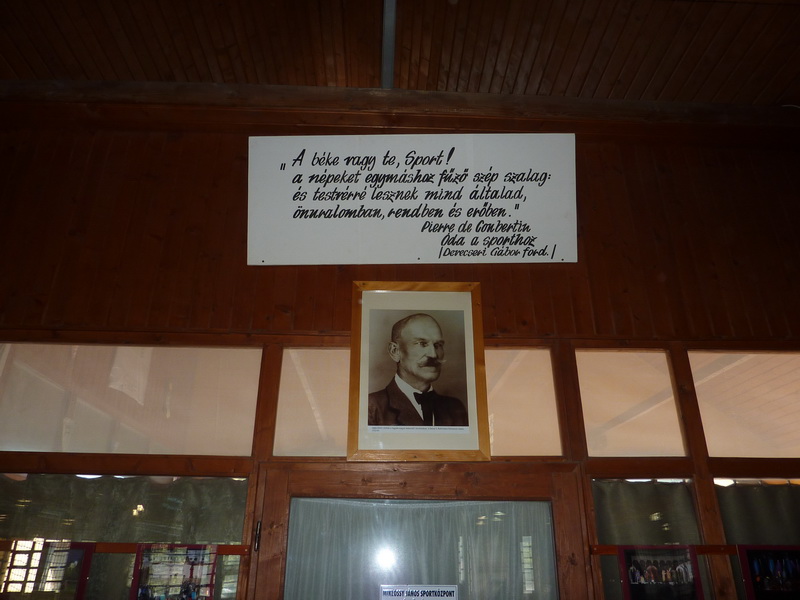 „A béke vagy te, Sport!
a népeket egymáshoz fűző szép szalag:
és testvérré lesznek mind általad,
önuralomban, rendben és erőben."
Pierre de Coubertin
Óda a sporthoz
/Devecseri Gábor ford./
MIKLÓSSY JÁNOS SPORTKÖZPONT